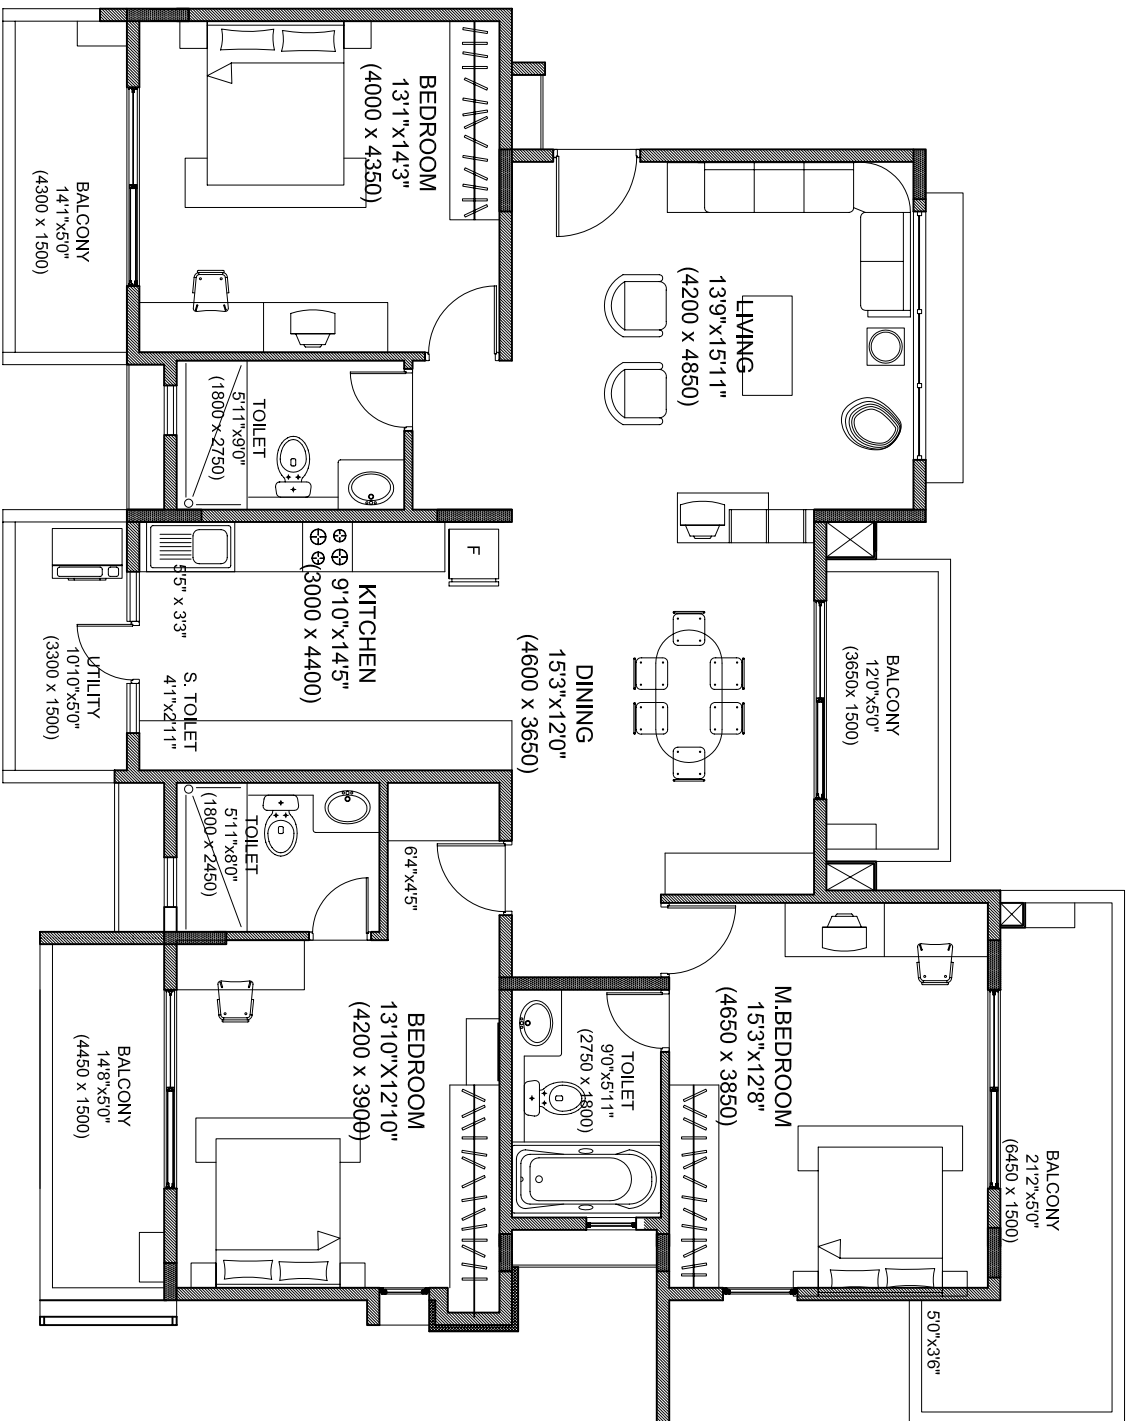 BEDROOM
13'1"x14'3"
(4000 x 4350)
BALCONY
14'1"x5'0"
(4300 x 1500)
LIVING
13'9"x15'11"
(4200 x 4850)
TOILET
5'11"x9'0"
(1800 x 2750)
F
KITCHEN
9'10"x14'5"
(3000 x 4400)
5'5" x 3'3"
S. TOILET
4'1"x2'11"
UTILITY
10'10"x5'0"
(3300 x 1500)
DINING
15'3"x12'0"
(4600 x 3650)
BALCONY
12'0"x5'0"
(3650x 1500)
TOILET
5'11"x8'0"
(1800 x 2450)
6'4"x4'5"
M.BEDROOM
15'3"x12'8"
(4650 x 3850)
TOILET
9'0"x5'11"
(2750 x 1800)
BEDROOM
13'10"X12'10"
(4200 x 3900)
BALCONY
14'8"x5'0"
(4450 x 1500)
BALCONY
21'2"x5'0"
(6450 x 1500)
5'0"x3'6"